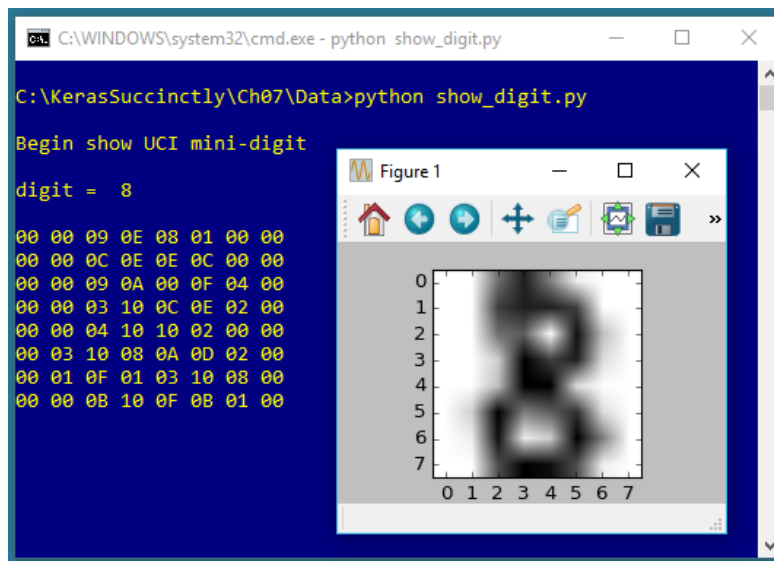 C:\WINDOWS\system32\cmd.exe - python show_digit.py
C:\KerasSuccinctly\Ch07\Data>python show_digit.py
Begin show UCI mini-digit
digit = 8
00 00 09 0E 08 01 00 00
00 00 0C 0E 0E 0C 00 00
00 00 09 0A 00 0F 04 00
00 00 03 10 0C 0E 02 00
00 00 04 10 10 02 00 00
00 03 10 08 0A 0D 02 00
00 01 0F 01 03 10 08 00
00 00 0B 10 0F 0B 01 00
Figure 1
0
1
2
3
4
5
6
7
0 1 2 3 4 5 6 7